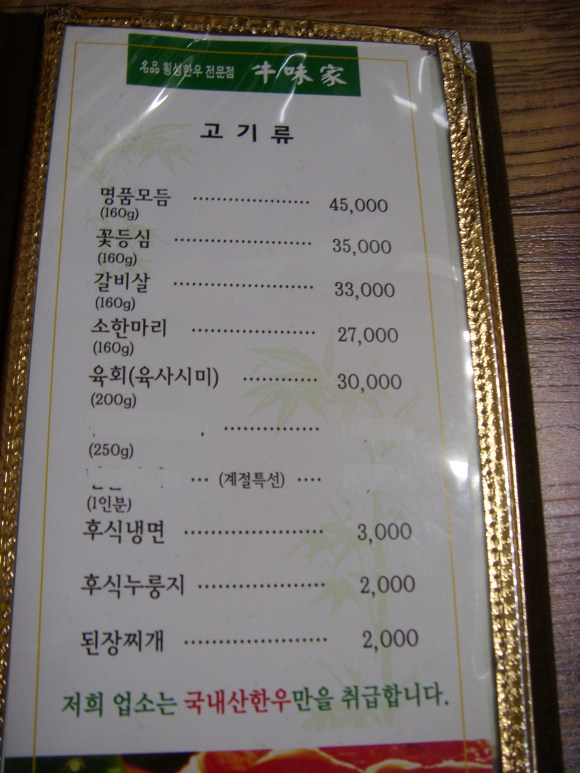 名品 횡성한우 전문점 牛味家
고기류
명품모듬 ···················· 45,000
(160g)
꽃등심 ························ 35,000
(160g)
갈비살 ························ 33,000
(160g)
소한마리 ····················· 27,000
(160g)
육회(육사시미) ············ 30,000
(200g)
···············
(250g)
··· (계절특선) ····
(1인분)
후식냉면 ····················· 3,000
후식누룽지 ··················· 2,000
된장찌개 ····················· 2,000
저희 업소는 국내산한우만을 취급합니다.